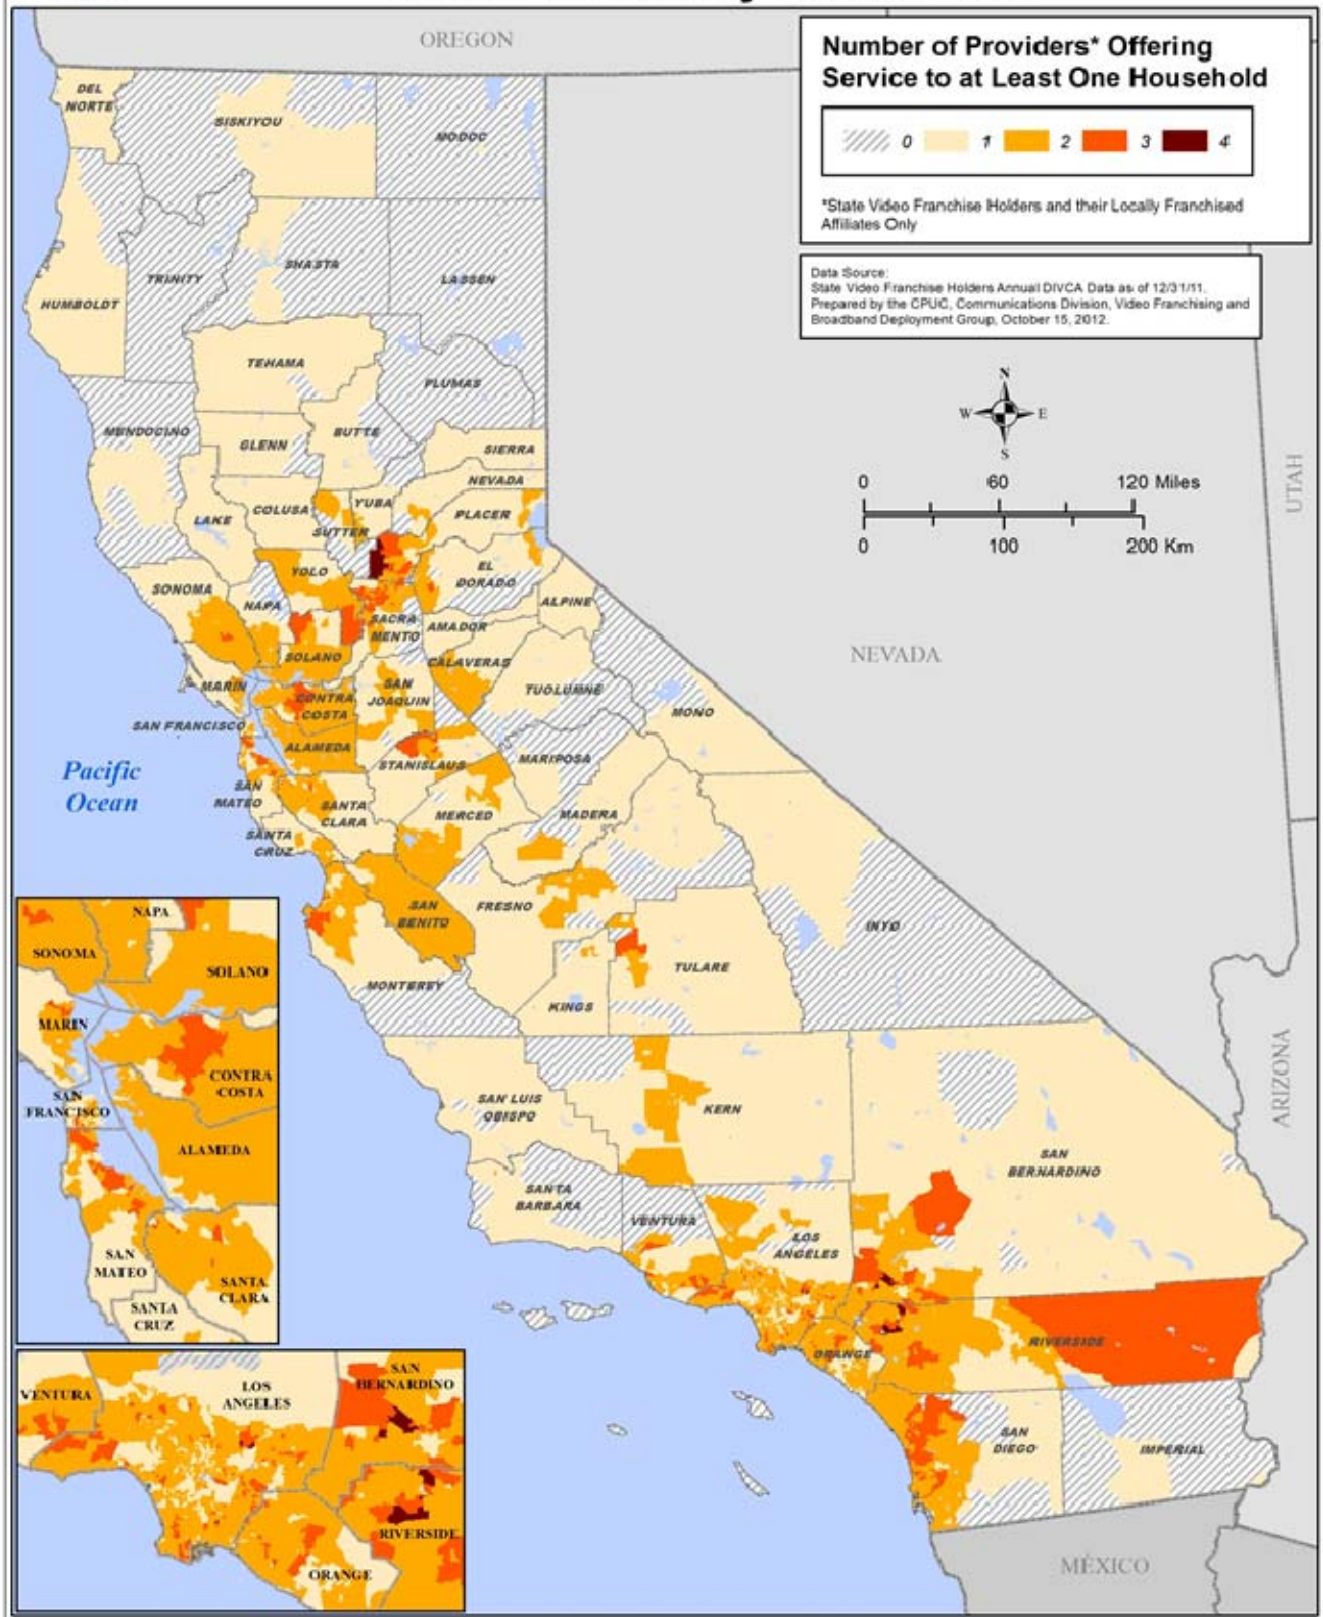 OREGON
Number of Providers* Offering
Service to at Least One Household
0 1 2 3 4
*State Video Franchise Holders and their Locally Franchised
Affiliates Only
Data Source:
State Video Franchise Holders Annual DIVCA Data as of 12/31/11.
Prepared by the CPUC, Communications Division, Video Franchising and
Broadband Deployment Group, October 15, 2012.
N
W E
S
0 60 120 Miles
0 100 200 Km
DEL
NORTE
SISKIYOU
MODOC
HUMBOLDT
TRINITY
SHASTA
LASSEN
TEHAMA
PLUMAS
MENDOCINO
GLENN
BUTTE
SIERRA
NEVADA
COLUSA
YUBA
PLACER
LAKE
SUTTER
YOLO
EL
DORADO
SONOMA
NAPA
ALPINE
SACRA
MENTO
AMADOR
SOLANO
CALAVERAS
MARIN
CONTRA
COSTA
SAN
JOAQUIN
TUOLUMNE
MONO
SAN FRANCISCO
ALAMEDA
STANISLAUS
MARIPOSA
SAN
MATEO
SANTA
CLARA
MERCED
MADERA
SANTA
CRUZ
SAN
BENITO
FRESNO
INYO
MONTEREY
KINGS
TULARE
SAN LUIS
OBISPO
KERN
SAN
BERNARDINO
SANTA
BARBARA
VENTURA
LOS
ANGELES
ORANGE
RIVERSIDE
SAN
DIEGO
IMPERIAL
NEVADA
UTAH
ARIZONA
MÉXICO
Pacific
Ocean
NAPA
SONOMA
SOLANO
MARIN
CONTRA
COSTA
SAN
FRANCISCO
ALAMEDA
SAN
MATEO
SANTA
CLARA
SANTA
CRUZ
VENTURA
LOS
ANGELES
SAN
BERNARDINO
RIVERSIDE
ORANGE